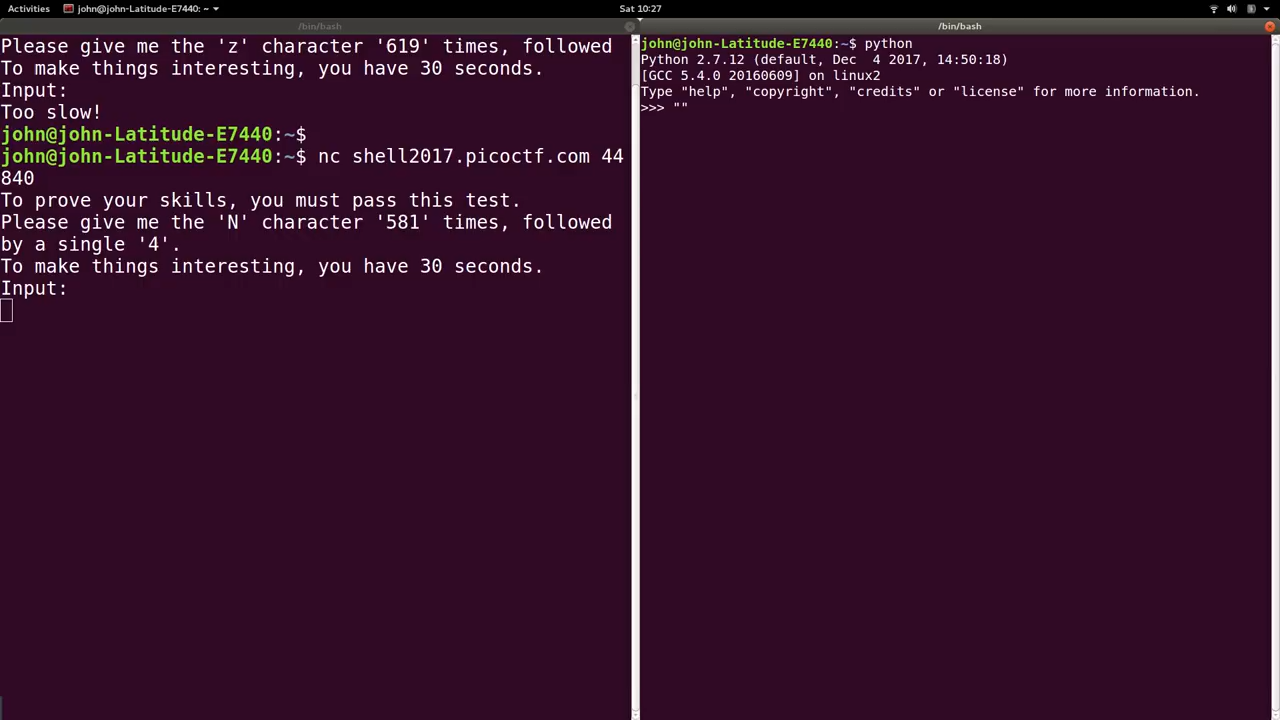 Activities
john@john-Latitude-E7440: ~
Sat 10:27
/bin/bash
Please give me the 'z' character '619' times, followed
To make things interesting, you have 30 seconds.
Input:
Too slow!
john@john-Latitude-E7440:~$
john@john-Latitude-E7440:~$ nc shell2017.picoctf.com 44
840
To prove your skills, you must pass this test.
Please give me the 'N' character '581' times, followed
by a single '4'.
To make things interesting, you have 30 seconds.
Input:
/bin/bash
john@john-Latitude-E7440:~$ python
Python 2.7.12 (default, Dec  4 2017, 14:50:18)
[GCC 5.4.0 20160609] on linux2
Type "help", "copyright", "credits" or "license" for more information.
>>> ""